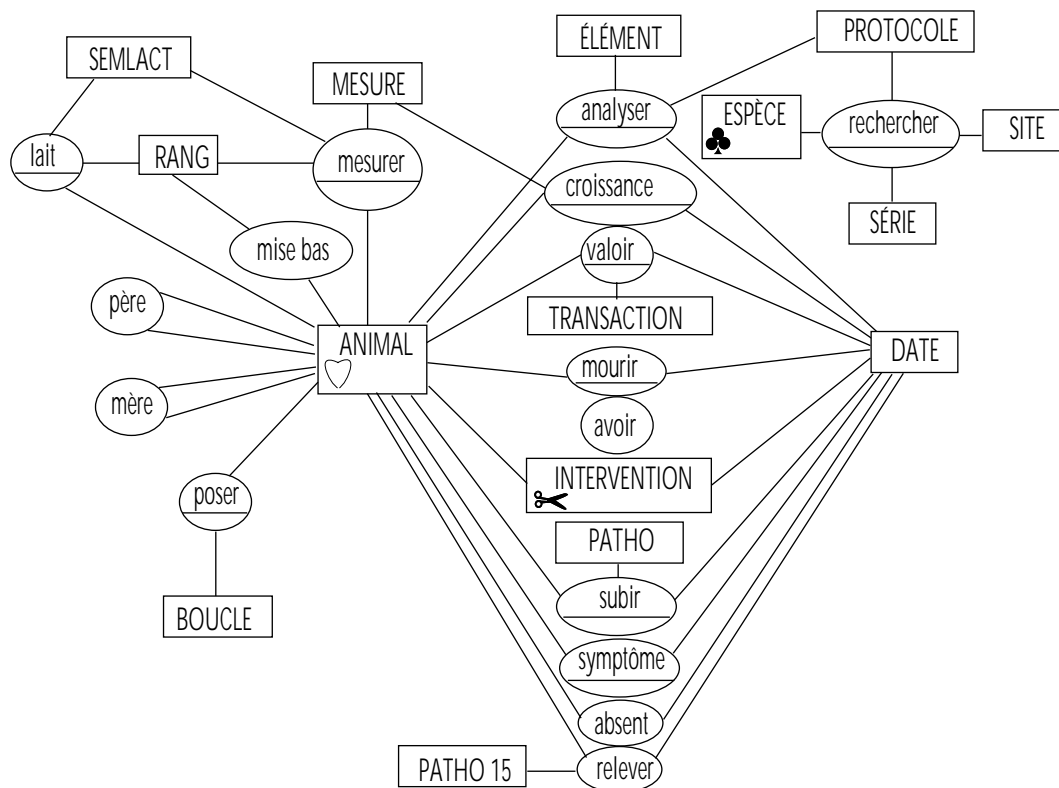 ÉLÉMENT
PROTOCOLE
SEMLACT
MESURE
analyser
ESPÈCE
rechercher
SITE
lait
RANG
mesurer
croissance
SÉRIE
mise bas
valoir
père
TRANSACTION
ANIMAL
DATE
mourir
mère
avoir
INTERVENTION
poser
PATHO
subir
BOUCLE
symptôme
absent
PATHO 15
relever